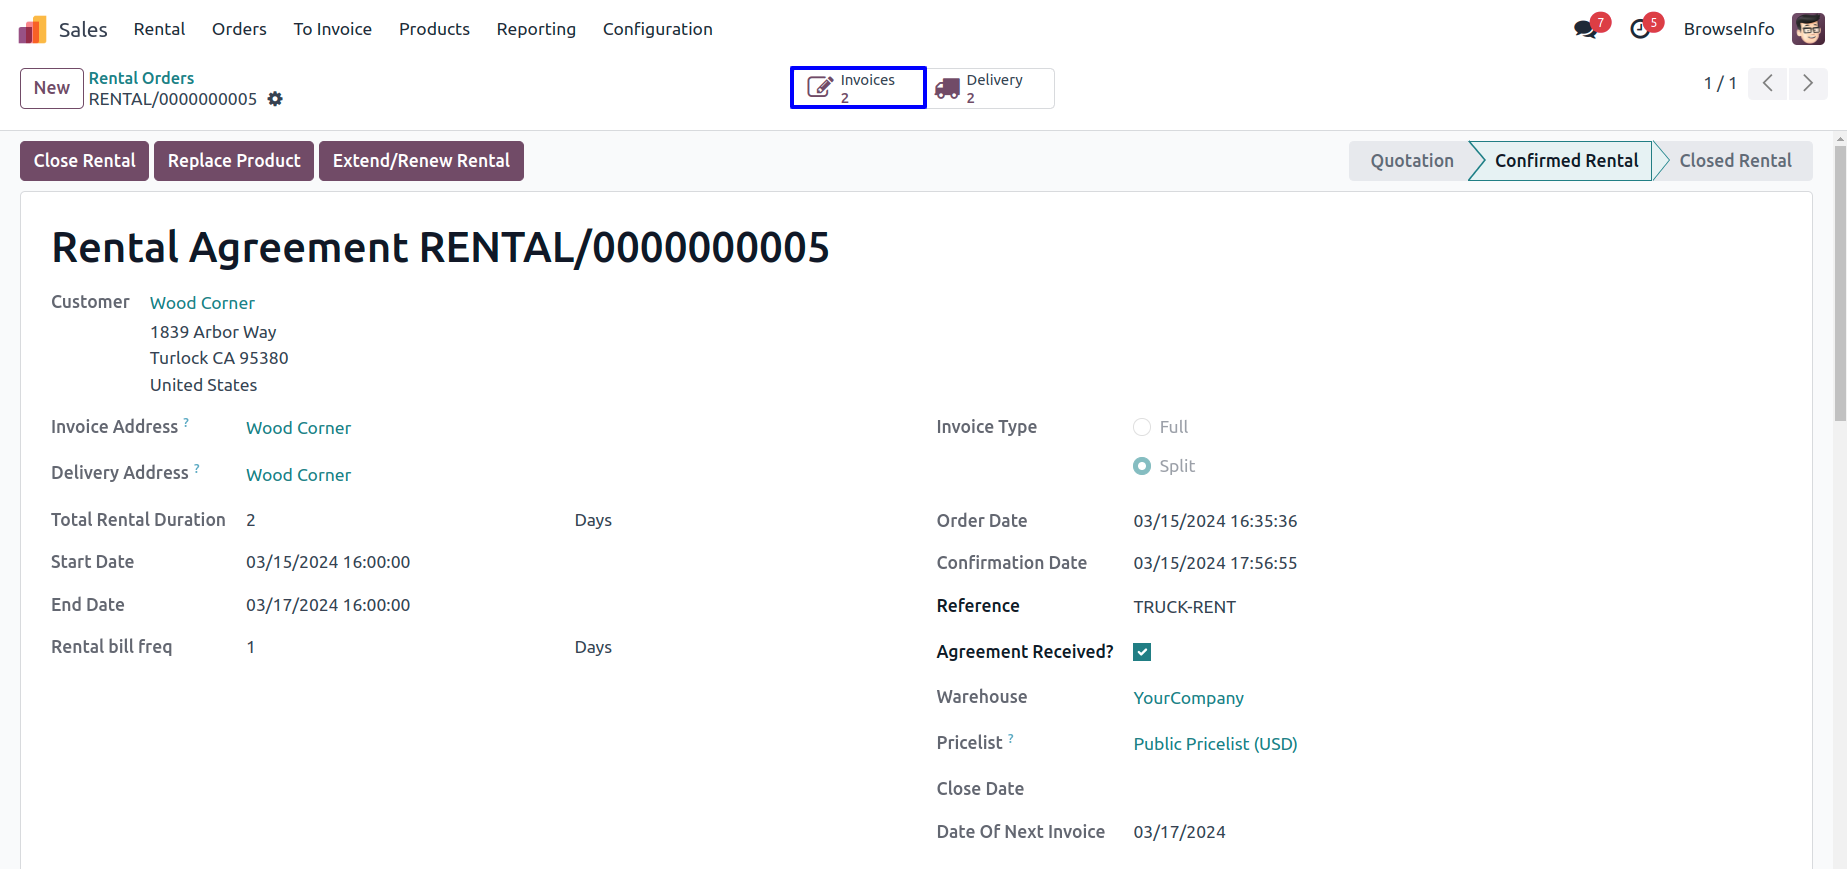 Sales Rental Orders To Invoice Products Reporting Configuration 7 5 BrowseInfo
New Rental Orders
RENTAL/0000000005
Invoices
2
Delivery
2
1 / 1
Close Rental Replace Product Extend/Renew Rental Quotation Confirmed Rental Closed Rental
Rental Agreement RENTAL/0000000005
Customer Wood Corner
1839 Arbor Way
Turlock CA 95380
United States
Invoice Address ? Wood Corner
Delivery Address ? Wood Corner
Total Rental Duration 2 Days
Start Date 03/15/2024 16:00:00
End Date 03/17/2024 16:00:00
Rental bill freq 1 Days
Invoice Type Full
Split
Order Date 03/15/2024 16:35:36
Confirmation Date 03/15/2024 17:56:55
Reference TRUCK-RENT
Agreement Received?
Warehouse YourCompany
Pricelist ? Public Pricelist (USD)
Close Date
Date Of Next Invoice 03/17/2024